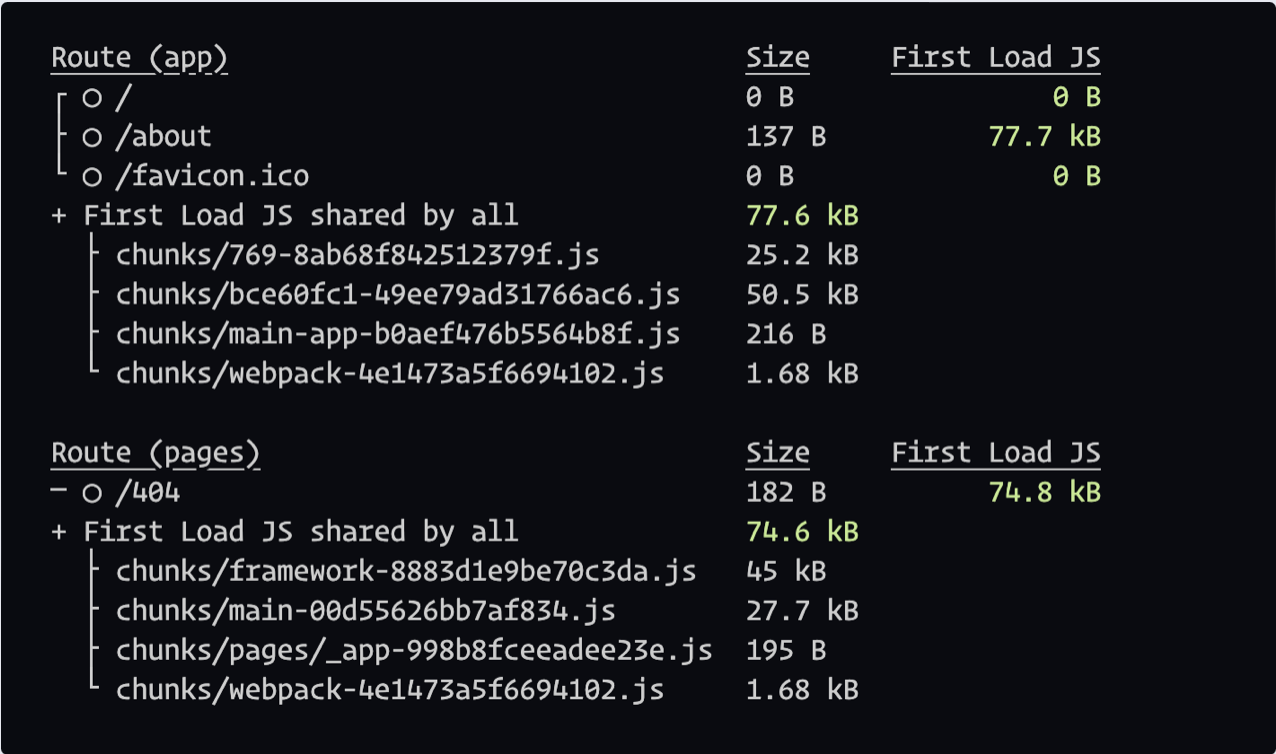 Route (app) Size First Load JS
┌ ○ / 0 B 0 B
├ ○ /about 137 B 77.7 kB
└ ○ /favicon.ico 0 B 0 B
+ First Load JS shared by all 77.6 kB
├ chunks/769-8ab68f842512379f.js 25.2 kB
├ chunks/bce60fc1-49ee79ad31766ac6.js 50.5 kB
├ chunks/main-app-b0aef476b5564b8f.js 216 B
└ chunks/webpack-4e1473a5f6694102.js 1.68 kB
Route (pages) Size First Load JS
─ ○ /404 182 B 74.8 kB
+ First Load JS shared by all 74.6 kB
├ chunks/framework-8883d1e9be70c3da.js 45 kB
├ chunks/main-00d55626bb7af834.js 27.7 kB
├ chunks/pages/_app-998b8fceeadee23e.js 195 B
└ chunks/webpack-4e1473a5f6694102.js 1.68 kB